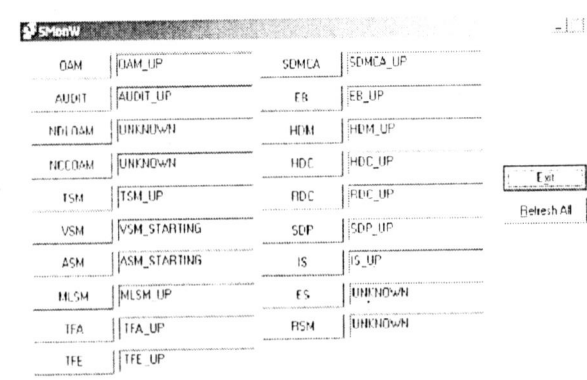 SMonW
OAM OAM_UP SDMCA SDMCA_UP
AUDIT AUDIT_UP EB EB_UP
NDLOAM UNKNOWN HDM HDM_UP
NCCOAM UNKNOWN HDC HDC_UP
TSM TSM_UP RDC RDC_UP
VSM VSM_STARTING SDP SDP_UP
ASM ASM_STARTING IS IS_UP
MLSM MLSM_UP ES UNKNOWN
TFA TFA_UP RSM UNKNOWN
TFE TFE_UP
Exit
Refresh All